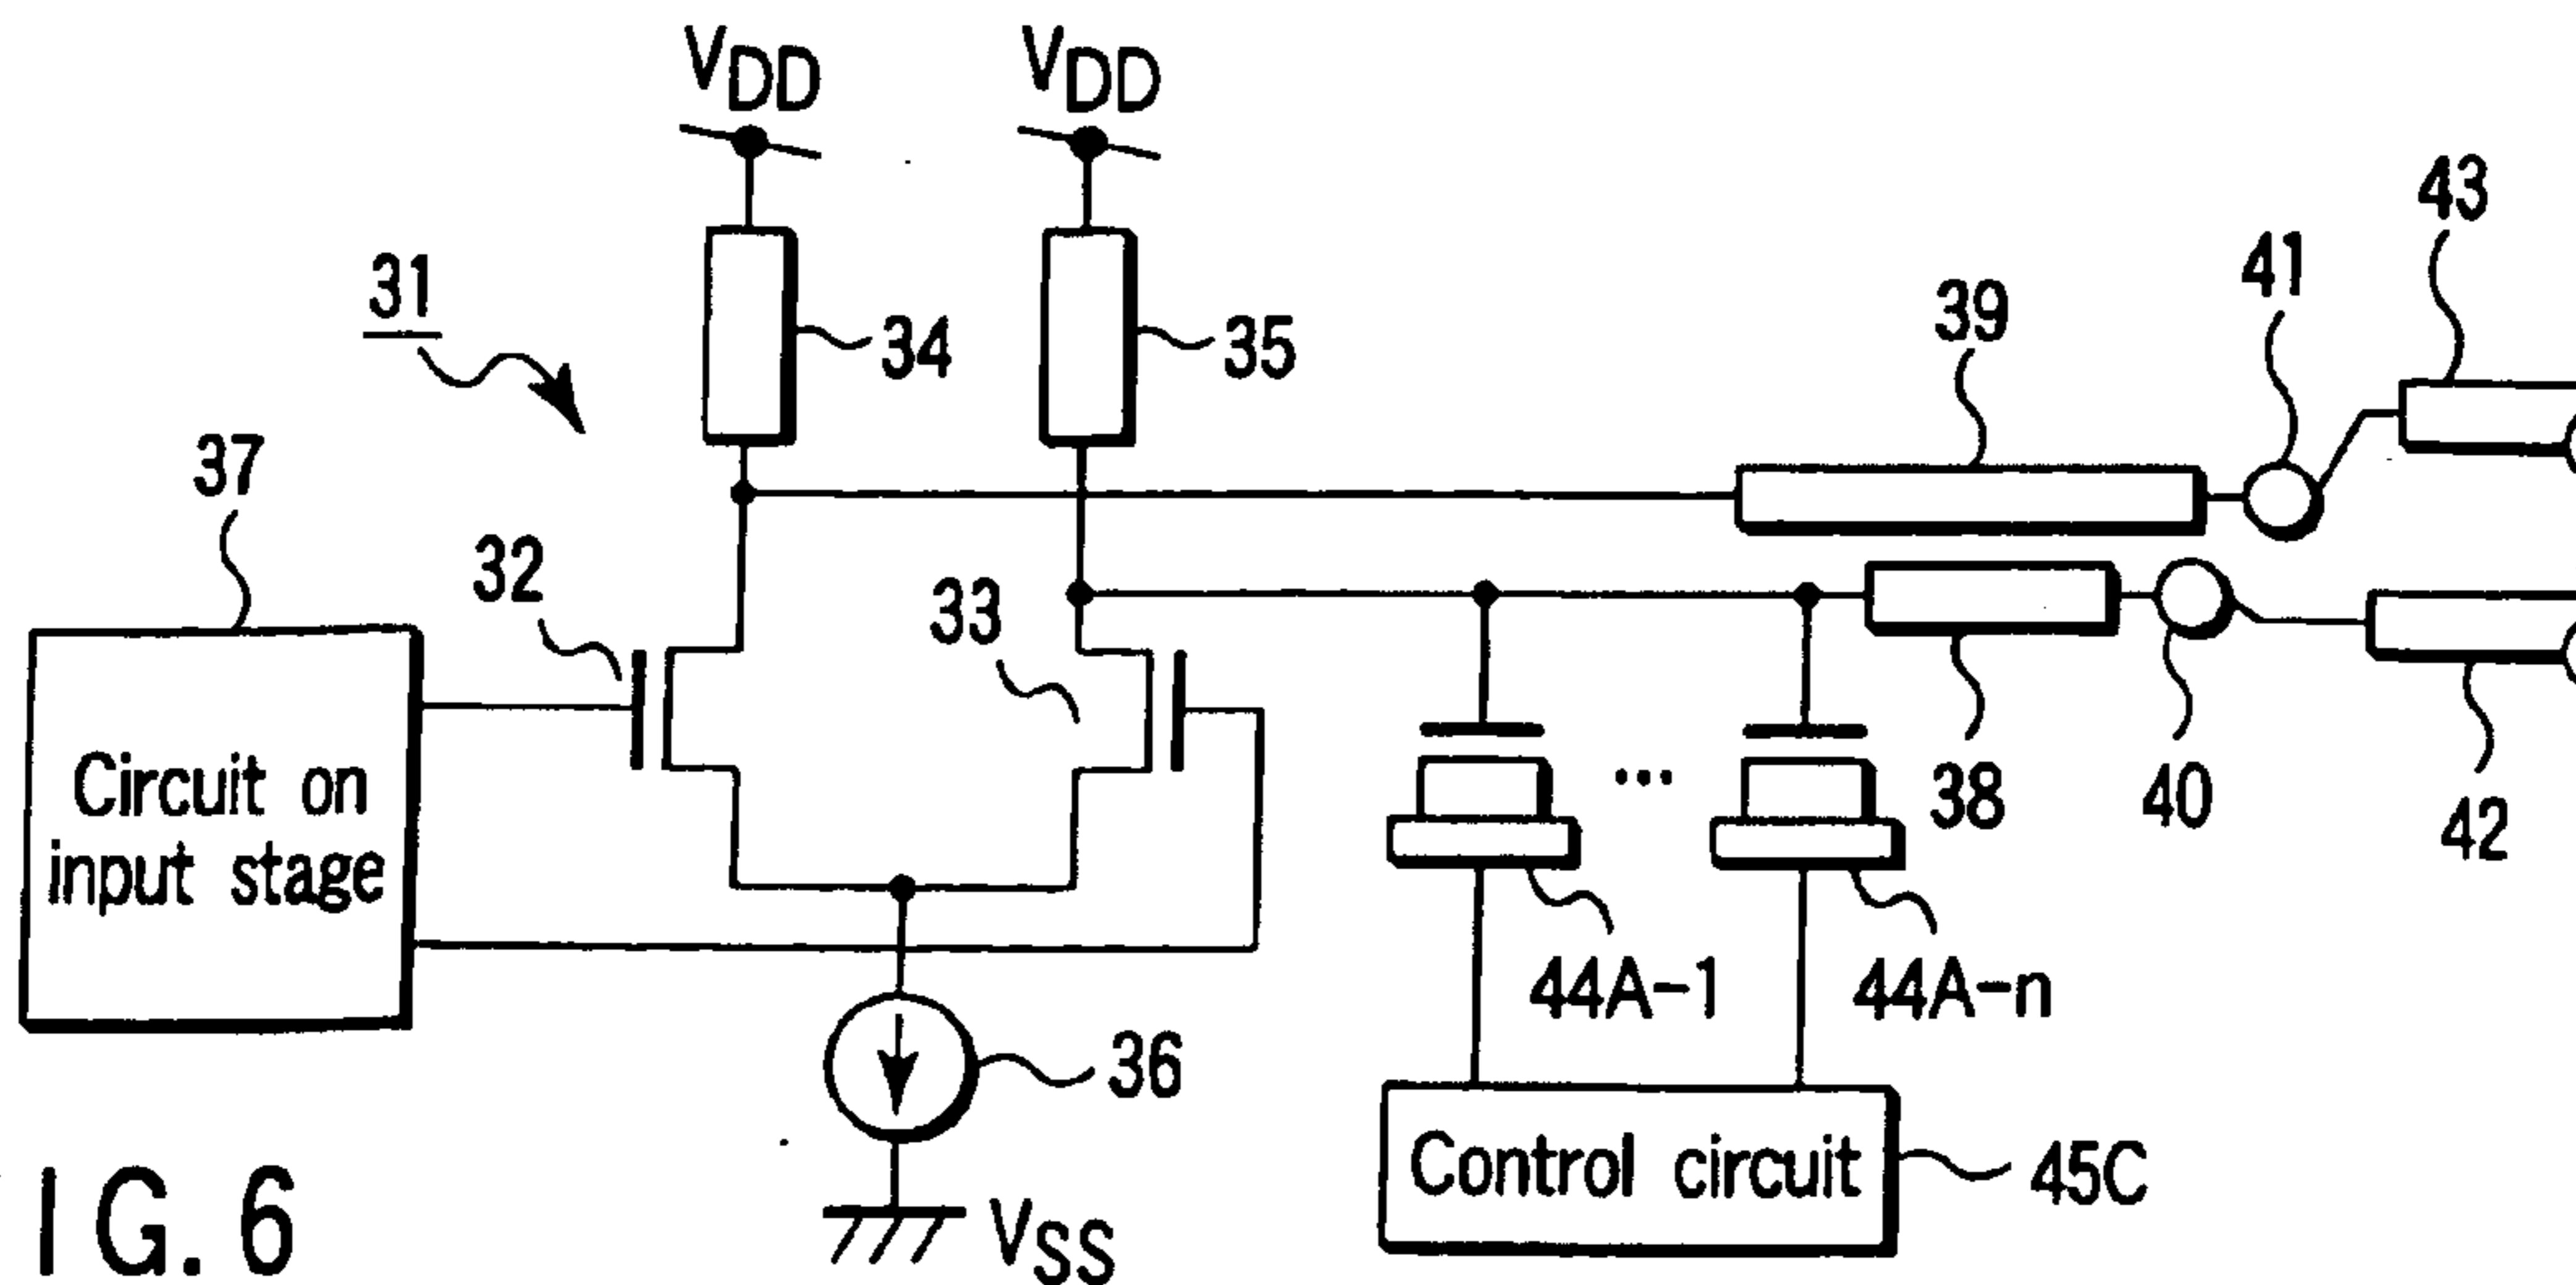 VDD VDD
43
41
39
31
34
35
37
32
33
Circuit on
input stage
38
40
42
44A-1
...
44A-n
36
Control circuit
45C
VSS
IG. 6